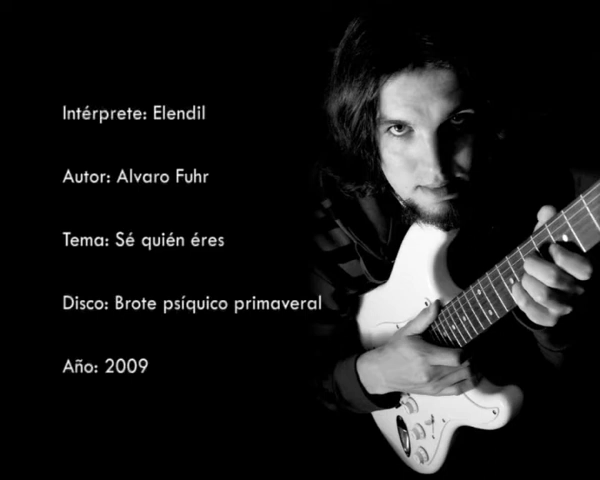 Intérprete: Elendil
Autor: Alvaro Fuhr
Tema: Sé quién éres
Disco: Brote psíquico primaveral
Año: 2009